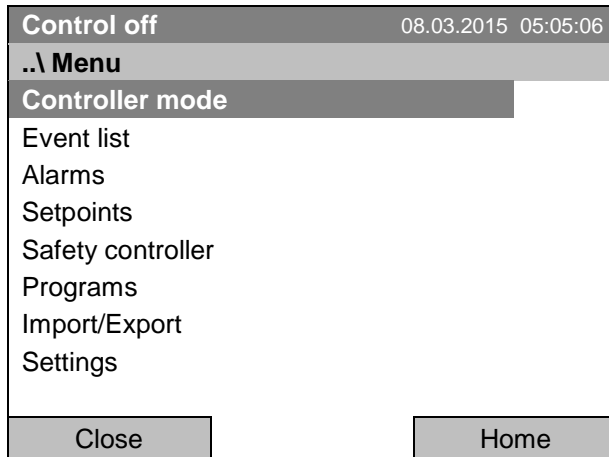 Control off 08.03.2015 05:05:06
..\ Menu
Controller mode
Event list
Alarms
Setpoints
Safety controller
Programs
Import/Export
Settings
Close Home